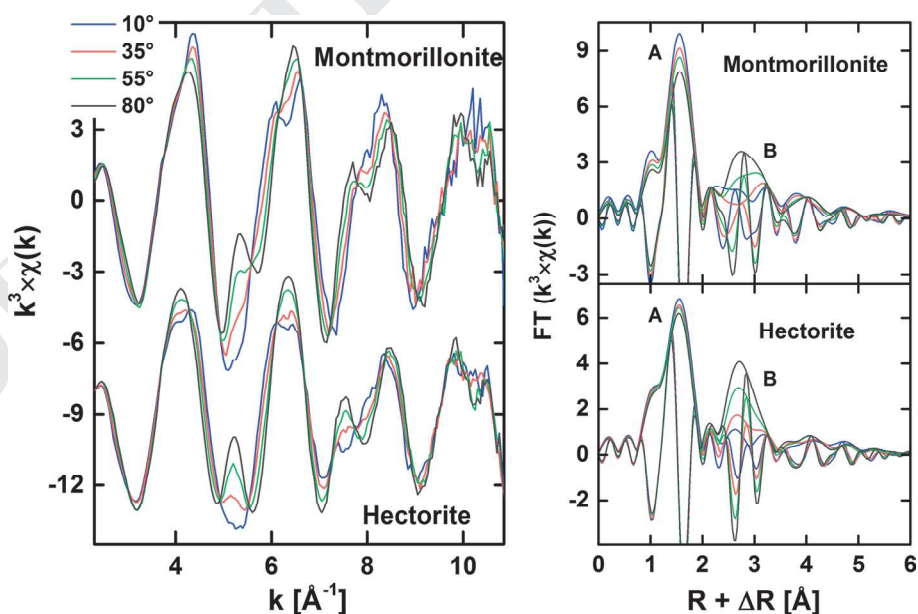 10°
35°
55°
80°
Montmorillonite
Hectorite
3
0
-3
-6
-9
-12
4
6
8
10
k³×χ(k)
k [Å⁻¹]
A
B
Montmorillonite
9
6
3
0
-3
A
B
Hectorite
6
4
2
0
-2
0
1
2
3
4
5
6
FT (k³×χ(k))
R + ΔR [Å]